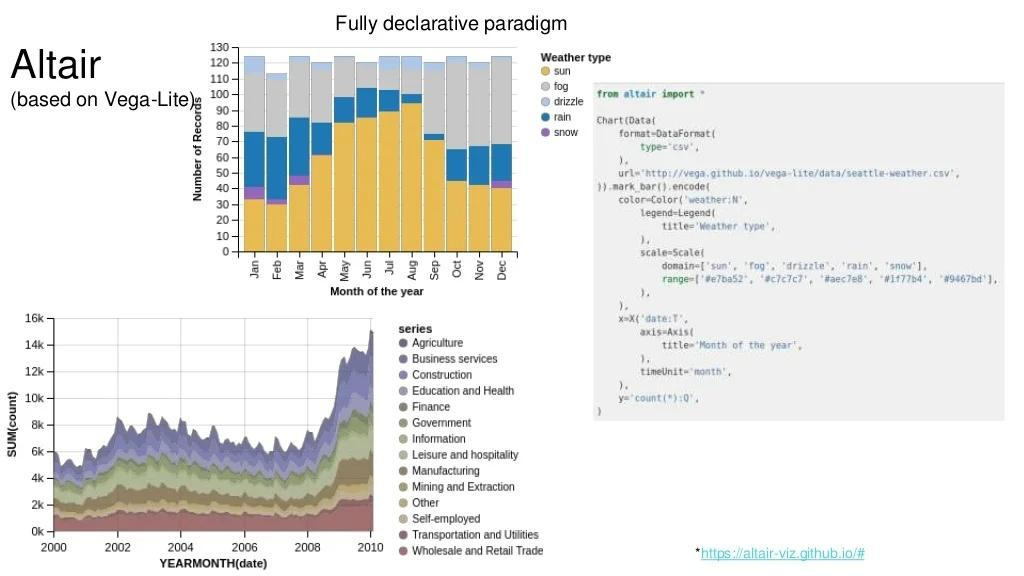 Fully declarative paradigm
Altair
(based on Vega-Lite)
130
120
110
100
90
80
70
60
50
40
30
20
10
0
Number of Records
Jan
Feb
Mar
Apr
May
Jun
Jul
Aug
Sep
Oct
Nov
Dec
Month of the year
Weather type
sun
fog
drizzle
rain
snow
from altair import *
Chart(Data(
format=DataFormat(
type='csv',
),
url='http://vega.github.io/vega-lite/data/seattle-weather.csv',
)).mark_bar().encode(
color=Color('weather:N',
legend=Legend(
title='Weather type',
),
scale=Scale(
domain=['sun', 'fog', 'drizzle', 'rain', 'snow'],
range=['#e7ba52', '#c7c7c7', '#aec7e8', '#1f77b4', '#9467bd'],
),
),
x=X('date:T',
axis=Axis(
title='Month of the year',
),
timeUnit='month',
),
y='count(*):Q',
)
16k
14k
12k
10k
8k
6k
4k
2k
0k
SUM(count)
2000
2002
2004
2006
2008
2010
YEARMONTH(date)
series
Agriculture
Business services
Construction
Education and Health
Finance
Government
Information
Leisure and hospitality
Manufacturing
Mining and Extraction
Other
Self-employed
Transportation and Utilities
Wholesale and Retail Trade
*https://altair-viz.github.io/#